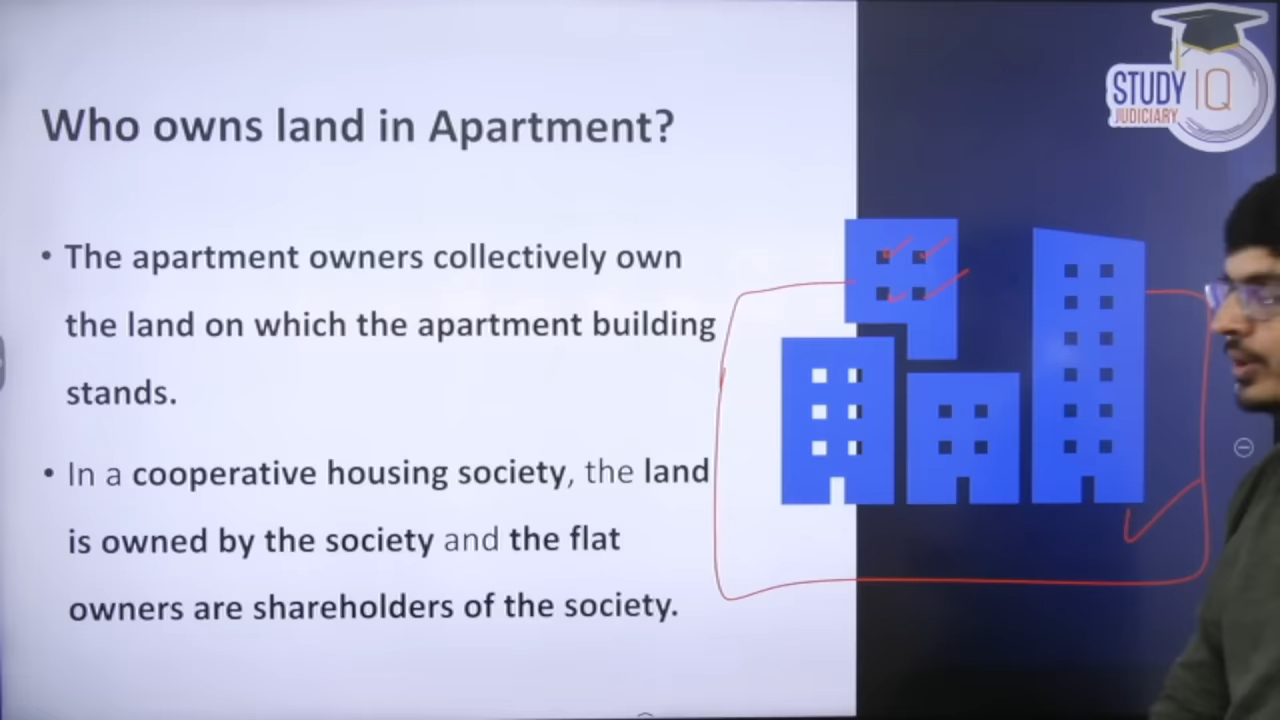 Who owns land in Apartment?
• The apartment owners collectively own
the land on which the apartment building
stands.
• In a cooperative housing society, the land
is owned by the society and the flat
owners are shareholders of the society.
STUDY IQ
JUDICIARY